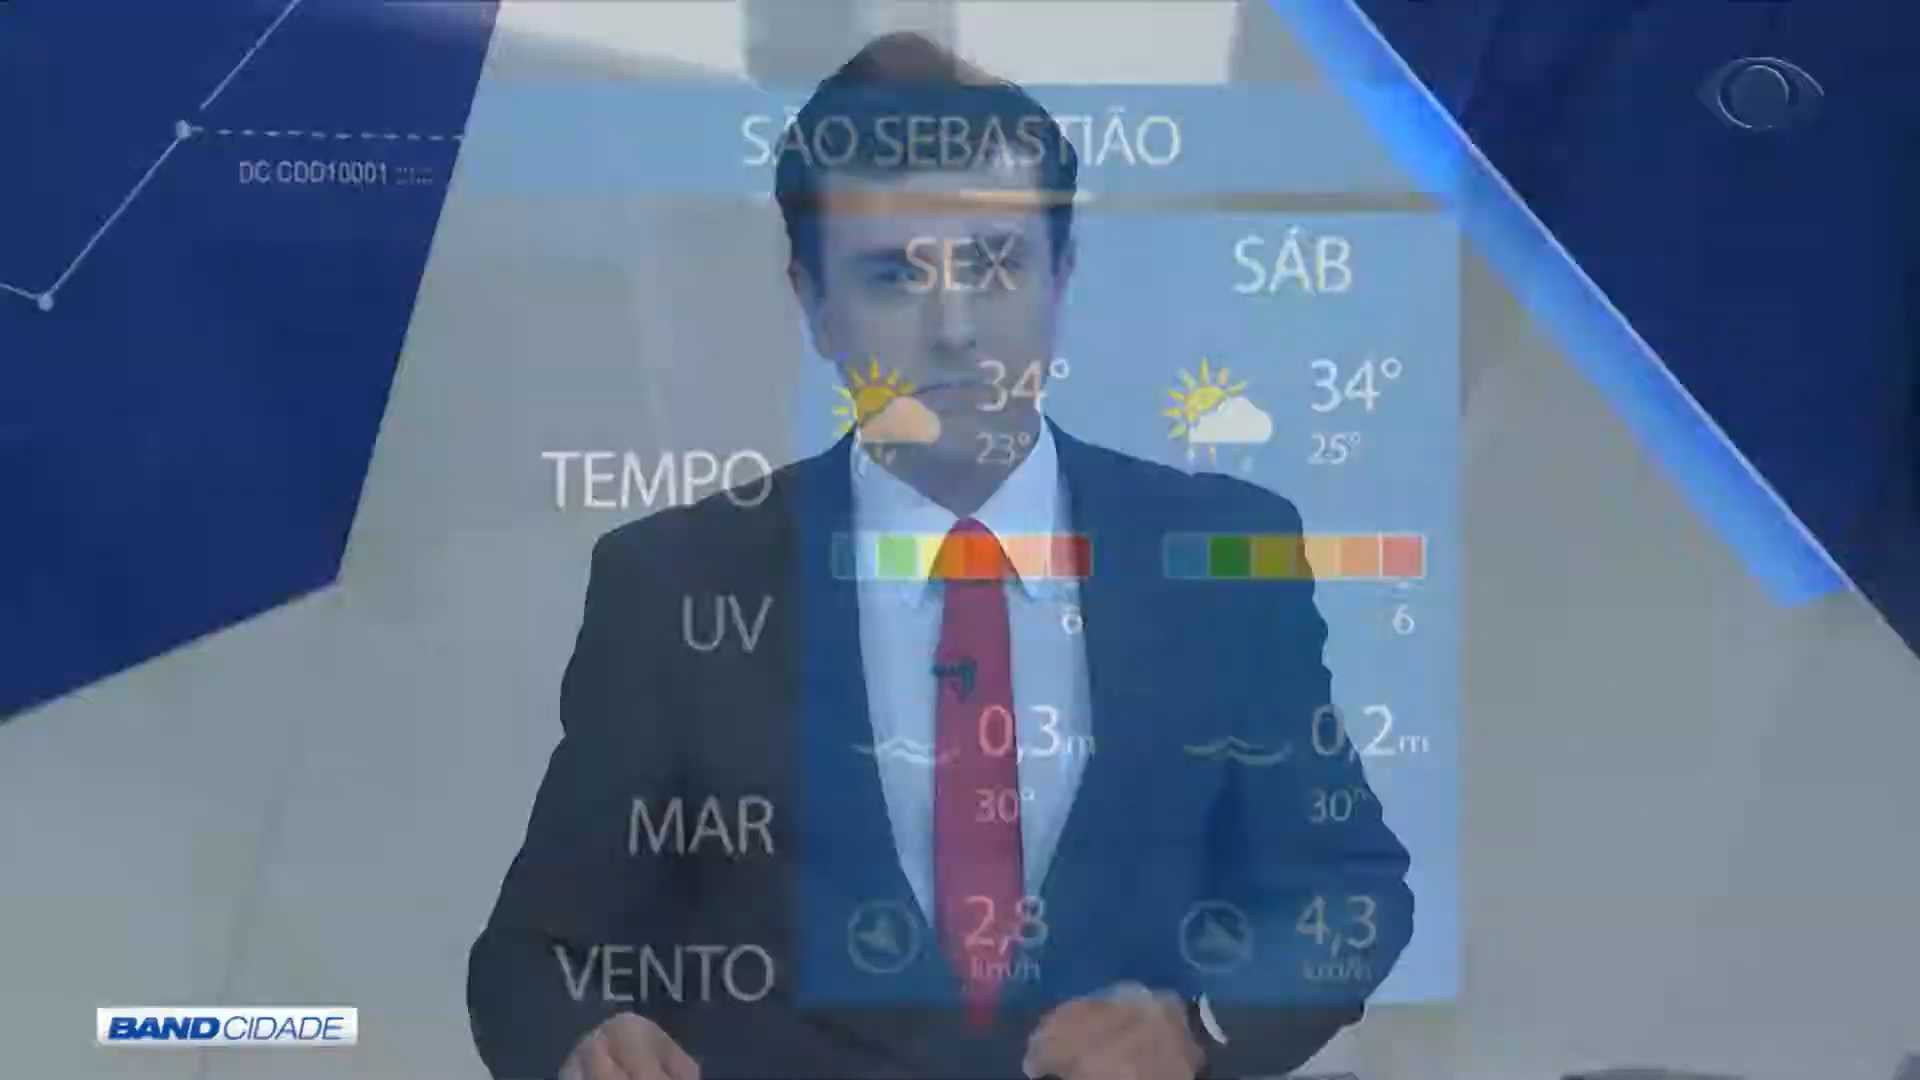 DC CDD10001
SÃO SEBASTIÃO
SEX SÁB
34° 34°
23° 25°
TEMPO
UV
6 6
0,3m 0,2m
30° 30°
MAR
2,8 4,3
km/h km/h
VENTO
BAND CIDADE